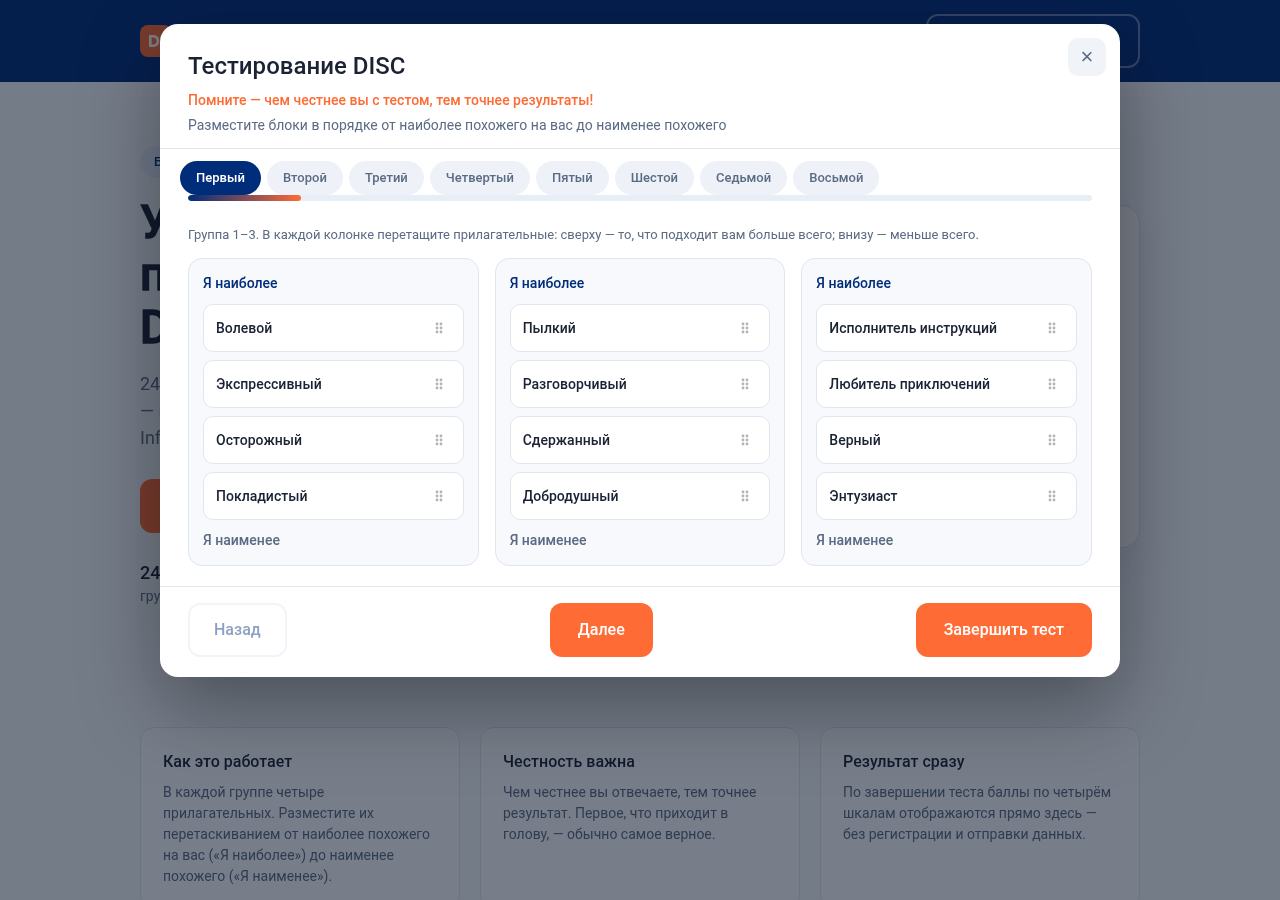 Тестирование DISC
Помните — чем честнее вы с тестом, тем точнее результаты!
Разместите блоки в порядке от наиболее похожего на вас до наименее похожего
Первый
Второй
Третий
Четвертый
Пятый
Шестой
Седьмой
Восьмой
Группа 1–3. В каждой колонке перетащите прилагательные: сверху — то, что подходит вам больше всего; внизу — меньше всего.
Я наиболее
Волевой
Экспрессивный
Осторожный
Покладистый
Я наименее
Я наиболее
Пылкий
Разговорчивый
Сдержанный
Добродушный
Я наименее
Я наиболее
Исполнитель инструкций
Любитель приключений
Верный
Энтузиаст
Я наименее
Назад
Далее
Завершить тест
24
—
24
Как это работает
В каждой группе четыре
прилагательных. Разместите их
перетаскиванием от наиболее похожего
на вас («Я наиболее») до наименее
похожего («Я наименее»).
Честность важна
Чем честнее вы отвечаете, тем точнее
результат. Первое, что приходит в
голову, — обычно самое верное.
Результат сразу
По завершении теста баллы по четырём
шкалам отображаются прямо здесь —
без регистрации и отправки данных.